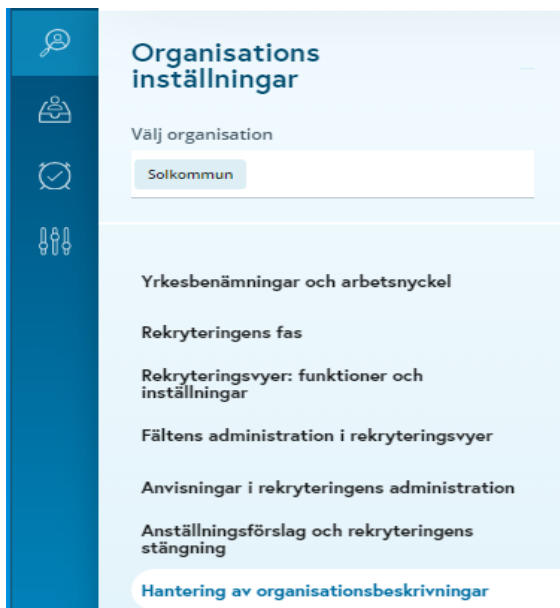 Organisations
inställningar
Välj organisation
Solkommun
Yrkesbenämningar och arbetsnyckel
Rekryteringens fas
Rekryteringsvyer: funktioner och
inställningar
Fältens administration i rekryteringsvyer
Anvisningar i rekryteringens administration
Anställningsförslag och rekryteringens
stängning
Hantering av organisationsbeskrivningar